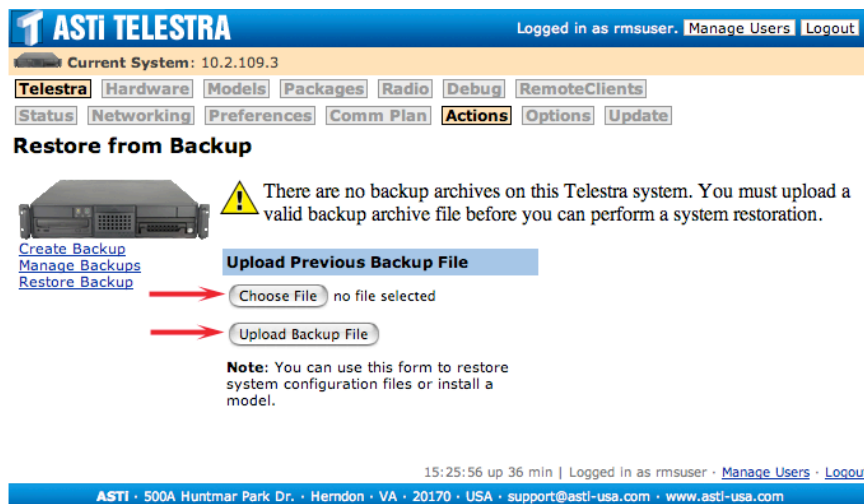 ASTi TELESTRA
Logged in as rmsuser. Manage Users Logout
Current System: 10.2.109.3
Telestra Hardware Models Packages Radio Debug RemoteClients
Status Networking Preferences Comm Plan Actions Options Update
Restore from Backup
There are no backup archives on this Telestra system. You must upload a
valid backup archive file before you can perform a system restoration.
Create Backup
Manage Backups
Restore Backup
Upload Previous Backup File
Choose File no file selected
Upload Backup File
Note: You can use this form to restore
system configuration files or install a
model.
15:25:56 up 36 min | Logged in as rmsuser · Manage Users · Logout
ASTi · 500A Huntmar Park Dr. · Herndon · VA · 20170 · USA · support@asti-usa.com · www.asti-usa.com